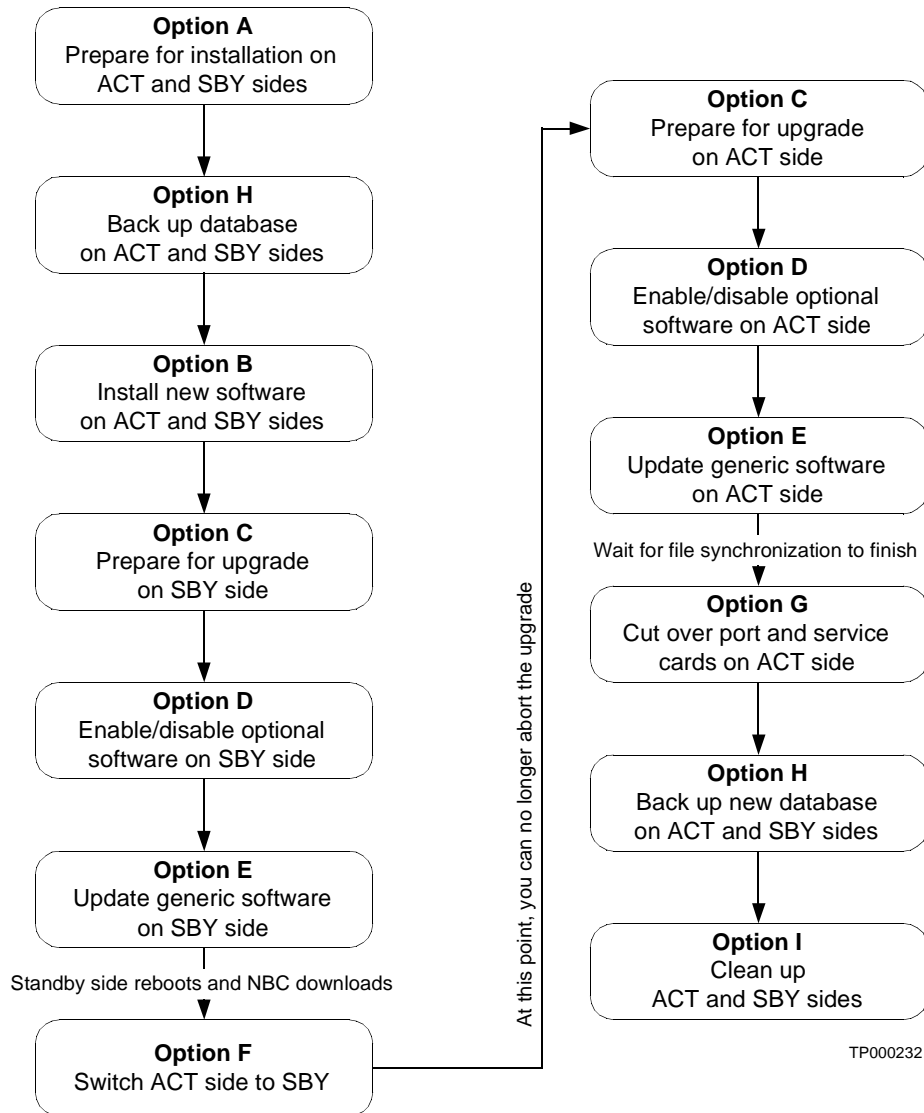 Option A
Prepare for installation on
ACT and SBY sides
Option H
Back up database
on ACT and SBY sides
Option B
Install new software
on ACT and SBY sides
Option C
Prepare for upgrade
on SBY side
Option D
Enable/disable optional
software on SBY side
Option E
Update generic software
on SBY side
Standby side reboots and NBC downloads
Option F
Switch ACT side to SBY
At this point, you can no longer abort the upgrade
Option C
Prepare for upgrade
on ACT side
Option D
Enable/disable optional
software on ACT side
Option E
Update generic software
on ACT side
Wait for file synchronization to finish
Option G
Cut over port and service
cards on ACT side
Option H
Back up new database
on ACT and SBY sides
Option I
Clean up
ACT and SBY sides
TP000232